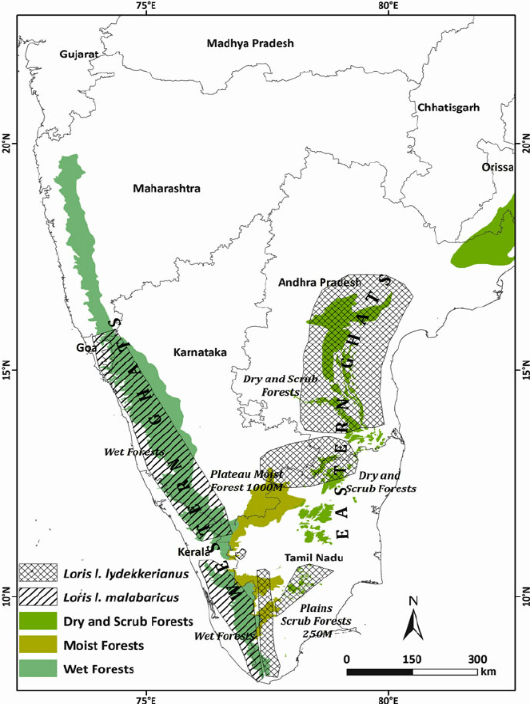 75°E
80°E
Gujarat
Madhya Pradesh
Chhatisgarh
20°N
20°N
Orissa
Maharashtra
Andhra Pradesh
Goa
Karnataka
15°N
15°N
Dry and Scrub
Forests
Wet Forests
WESTERN GHATS
EASTERN GHATS
Plateau Moist
Forest 1000M
Dry and
Scrub Forests
Kerala
Tamil Nadu
Loris l. lydekkerianus
Loris l. malabaricus
Dry and Scrub Forests
Moist Forests
Wet Forests
10°N
10°N
Plains
Scrub Forests
250M
Wet Forests
N
0 150 300
km
75°E
80°E